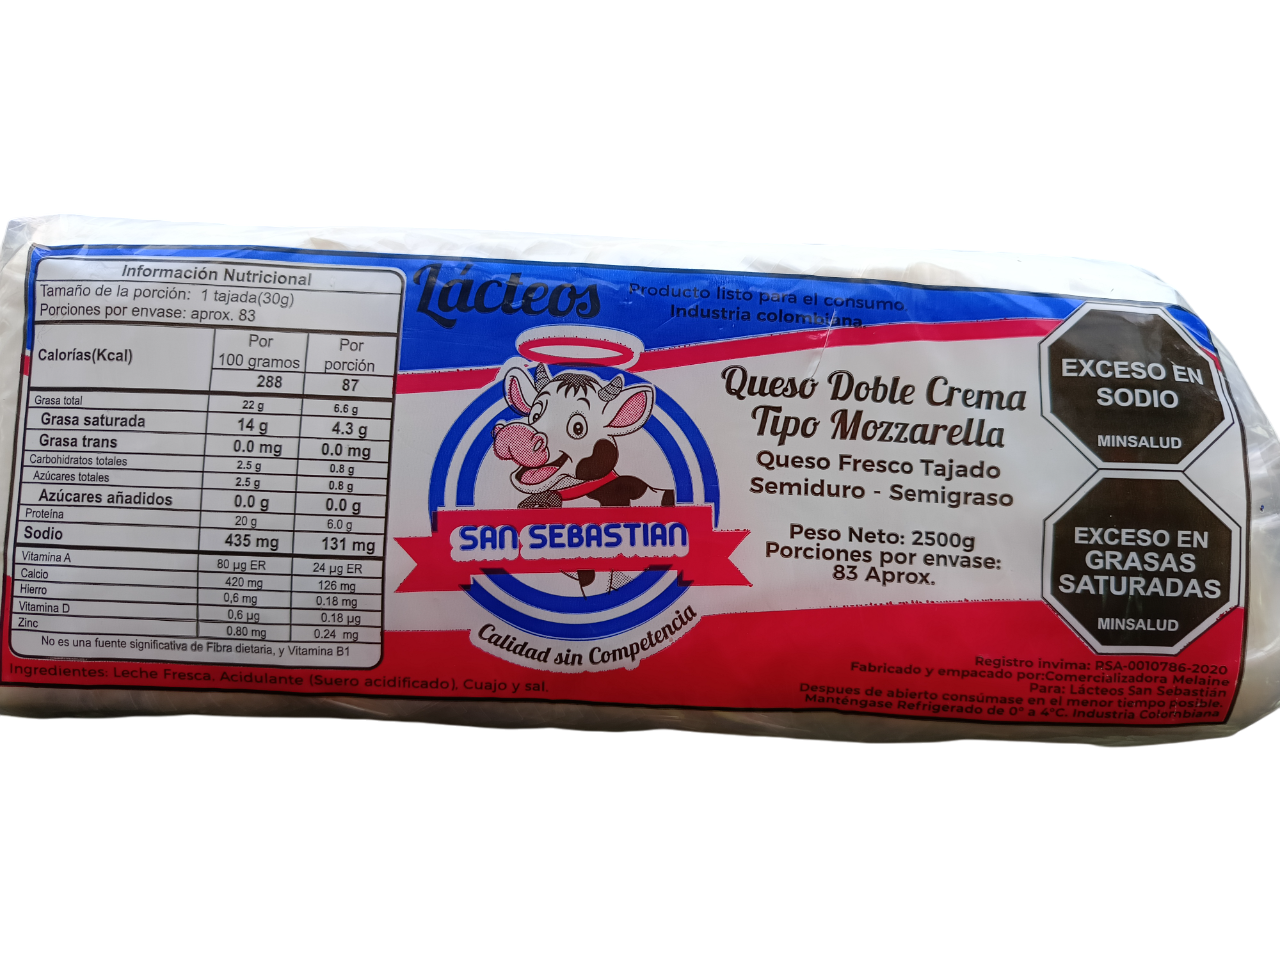 Información Nutricional
Tamaño de la porción: 1 tajada(30g)
Porciones por envase: aprox. 83
Calorías(Kcal) Por 100 gramos Por porción
288 87
Grasa total 22 g 6.6 g
Grasa saturada 14 g 4.3 g
Grasa trans 0.0 mg 0.0 mg
Carbohidratos totales 2.5 g 0.8 g
Azúcares totales 2.5 g 0.8 g
Azúcares añadidos 0.0 g 0.0 g
Proteína 20 g 6.0 g
Sodio 435 mg 131 mg
Vitamina A 80 µg ER 24 µg ER
Calcio 420 mg 126 mg
Hierro 0,6 mg 0.18 mg
Vitamina D 0,6 µg 0.18 µg
Zinc 0.80 mg 0.24 mg
No es una fuente significativa de Fibra dietaria, y Vitamina B1
Ingredientes: Leche Fresca. Acidulante (Suero acidificado), Cuajo y sal.
Lácteos
SAN SEBASTIAN
Calidad sin Competencia
Producto listo para el consumo.
Industria colombiana.
Queso Doble Crema
Tipo Mozzarella
Queso Fresco Tajado
Semiduro - Semigraso
Peso Neto: 2500g
Porciones por envase:
83 Aprox.
EXCESO EN
SODIO
MINSALUD
EXCESO EN
GRASAS
SATURADAS
MINSALUD
Registro invima: PSA-0010786-2020
Fabricado y empacado por:Comercializadora Melaine
Para: Lácteos San Sebastian
Despues de abierto consúmase en el menor tiempo posible.
Manténgase Refrigerado de 0° a 4°C. Industria Colombiana